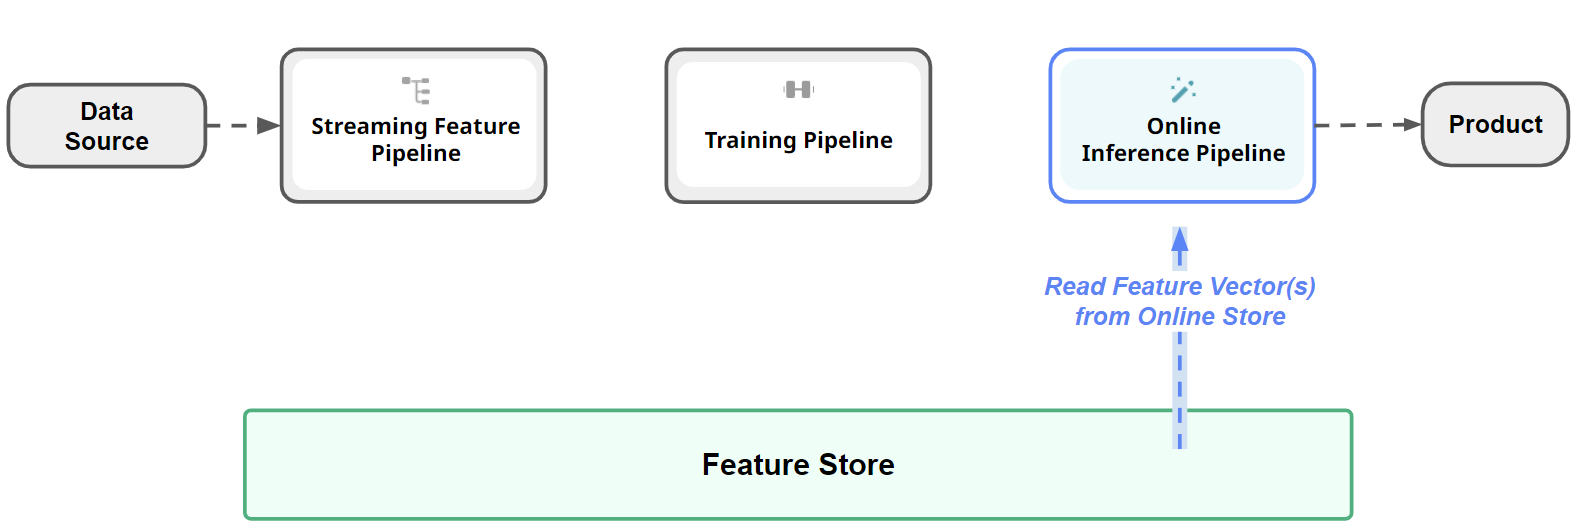 Data
Source
Streaming Feature
Pipeline
Training Pipeline
Online
Inference Pipeline
Product
Read Feature Vector(s)
from Online Store
Feature Store